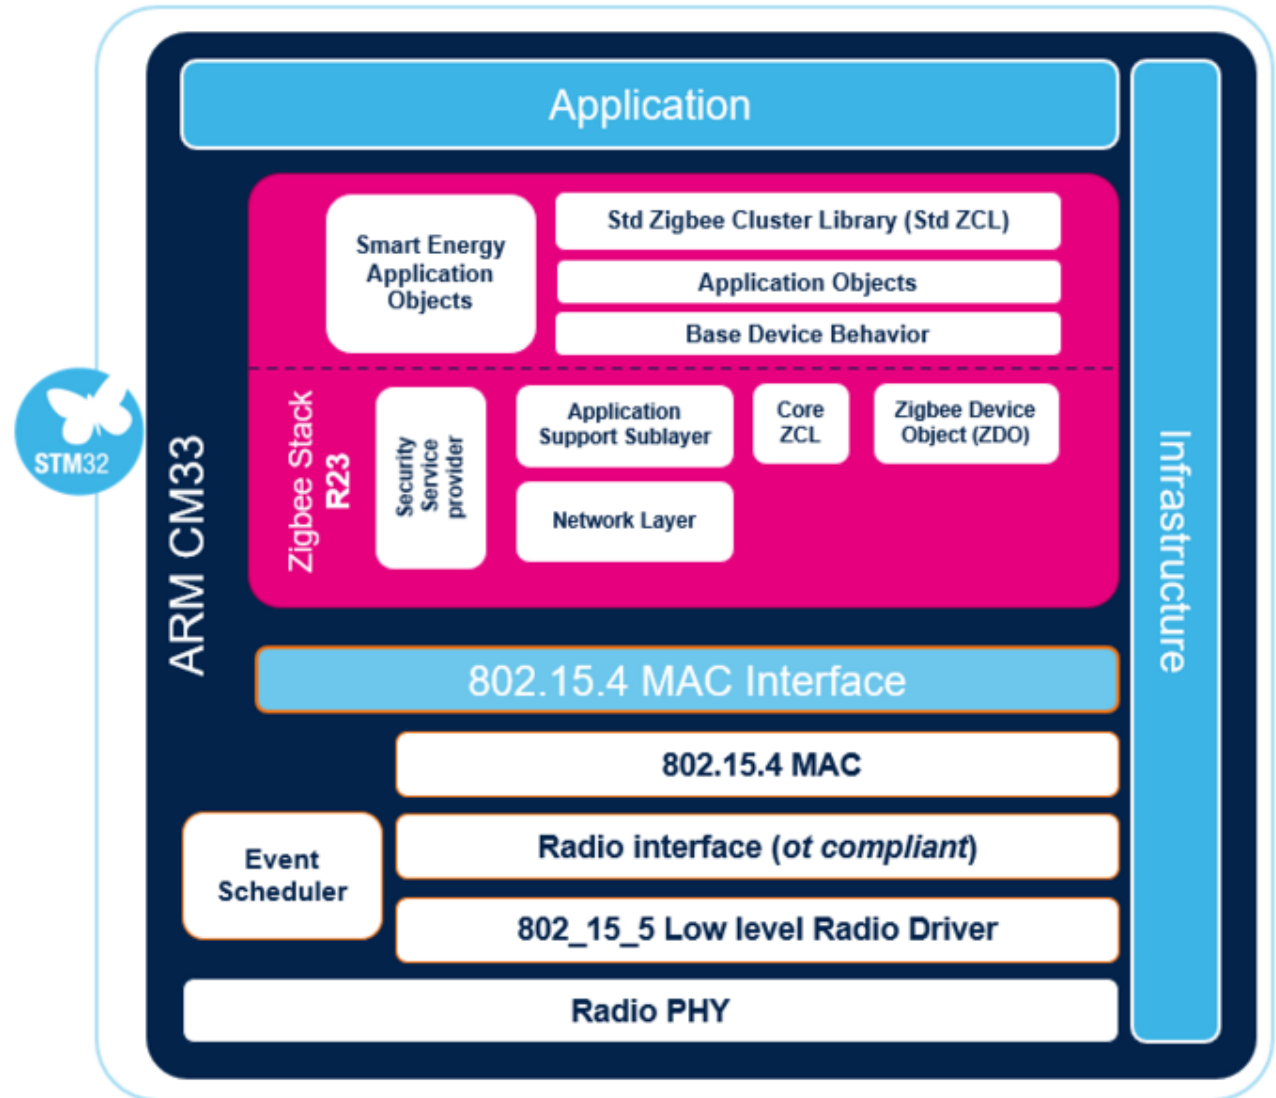 Application
Smart Energy
Application
Objects
Std Zigbee Cluster Library (Std ZCL)
Application Objects
Base Device Behavior
Zigbee Stack
R23
Security
Service
provider
Application
Support Sublayer
Core
ZCL
Zigbee Device
Object (ZDO)
Network Layer
STM32
ARM CM33
Infrastructure
802.15.4 MAC Interface
802.15.4 MAC
Radio interface (ot compliant)
Event
Scheduler
802_15_5 Low level Radio Driver
Radio PHY